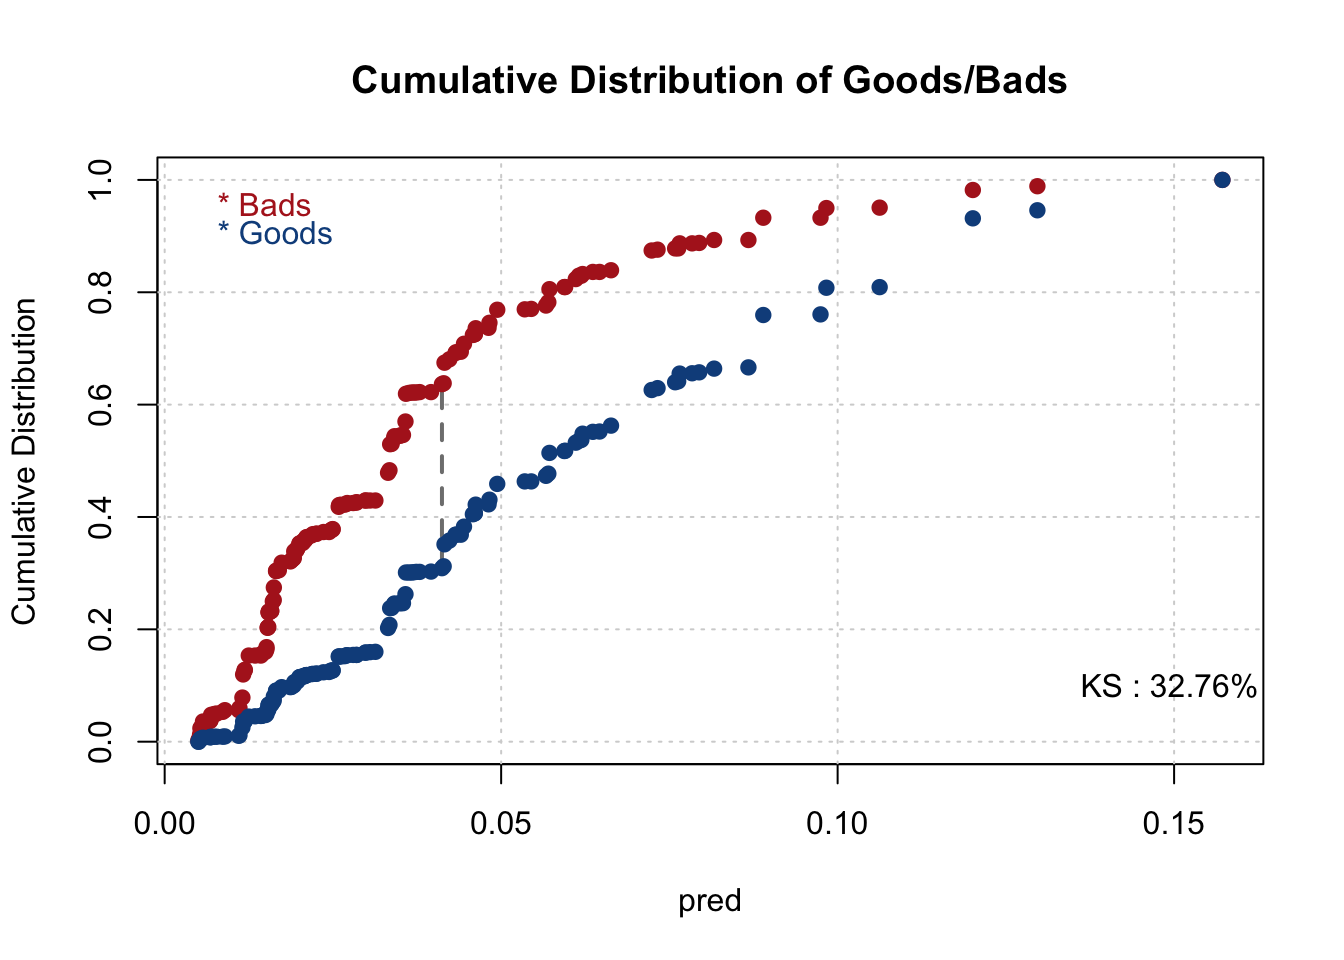 Cumulative Distribution of Goods/Bads
* Bads
* Goods
KS : 32.76%
Cumulative Distribution
1.0
0.8
0.6
0.4
0.2
0.0
0.00 0.05 0.10 0.15
pred